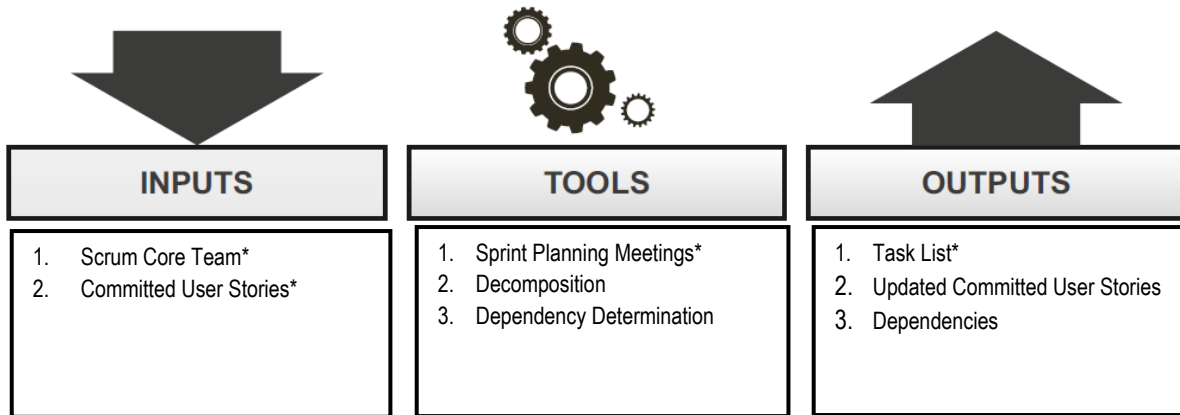 INPUTS
1. Scrum Core Team*
2. Committed User Stories*
TOOLS
1. Sprint Planning Meetings*
2. Decomposition
3. Dependency Determination
OUTPUTS
1. Task List*
2. Updated Committed User Stories
3. Dependencies